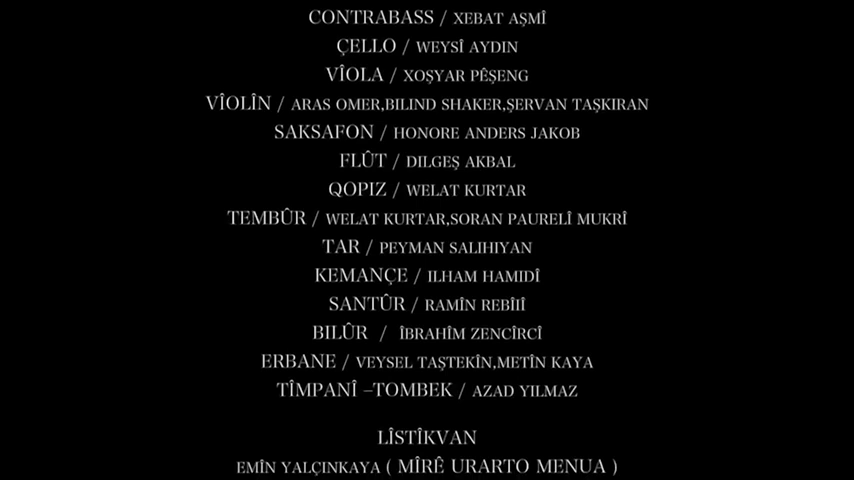 CONTRABASS / XEBAT AŞMÎ
ÇELLO / WEYSÎ AYDIN
VÎOLA / XOŞYAR PÊŞENG
VÎOLÎN / ARAS OMER,BILIND SHAKER,ŞERVAN TAŞKIRAN
SAKSAFON / HONORE ANDERS JAKOB
FLÛT / DILGEŞ AKBAL
QOPIZ / WELAT KURTAR
TEMBÛR / WELAT KURTAR,SORAN PAURELÎ MUKRÎ
TAR / PEYMAN SALIHIYAN
KEMANÇE / ILHAM HAMIDÎ
SANTÛR / RAMÎN REBÎIÎ
BILÛR / ÎBRAHÎM ZENCÎRCÎ
ERBANE / VEYSEL TAŞTEKÎN,METÎN KAYA
TÎMPANÎ –TOMBEK / AZAD YILMAZ
LÎSTÎKVAN
EMÎN YALÇINKAYA ( MÎRÊ URARTO MENUA )